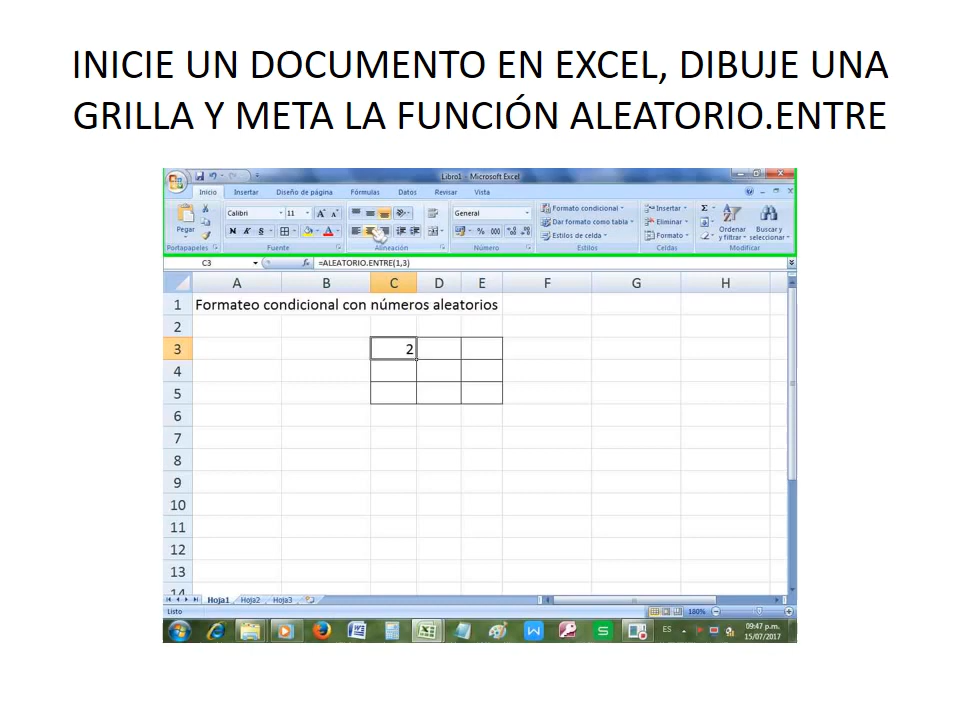 INICIE UN DOCUMENTO EN EXCEL, DIBUJE UNA
GRILLA Y META LA FUNCIÓN ALEATORIO.ENTRE
Libro1 - Microsoft Excel
Inicio Insertar Diseño de página Fórmulas Datos Revisar Vista
Calibri 11 General Formato condicional Insertar Σ
Dar formato como tabla Eliminar
Pegar N K S % 000 Estilos de celda Formato Ordenar y filtrar Buscar y seleccionar
Portapapeles Fuente Alineación Número Estilos Celdas Modificar
C3 fx =ALEATORIO.ENTRE(1,3)
A B C D E F G H
1 Formateo condicional con números aleatorios
2
3 2
4
5
6
7
8
9
10
11
12
13
14
Hoja1 Hoja2 Hoja3
Listo 180%
ES 09:47 p.m.
15/07/2017